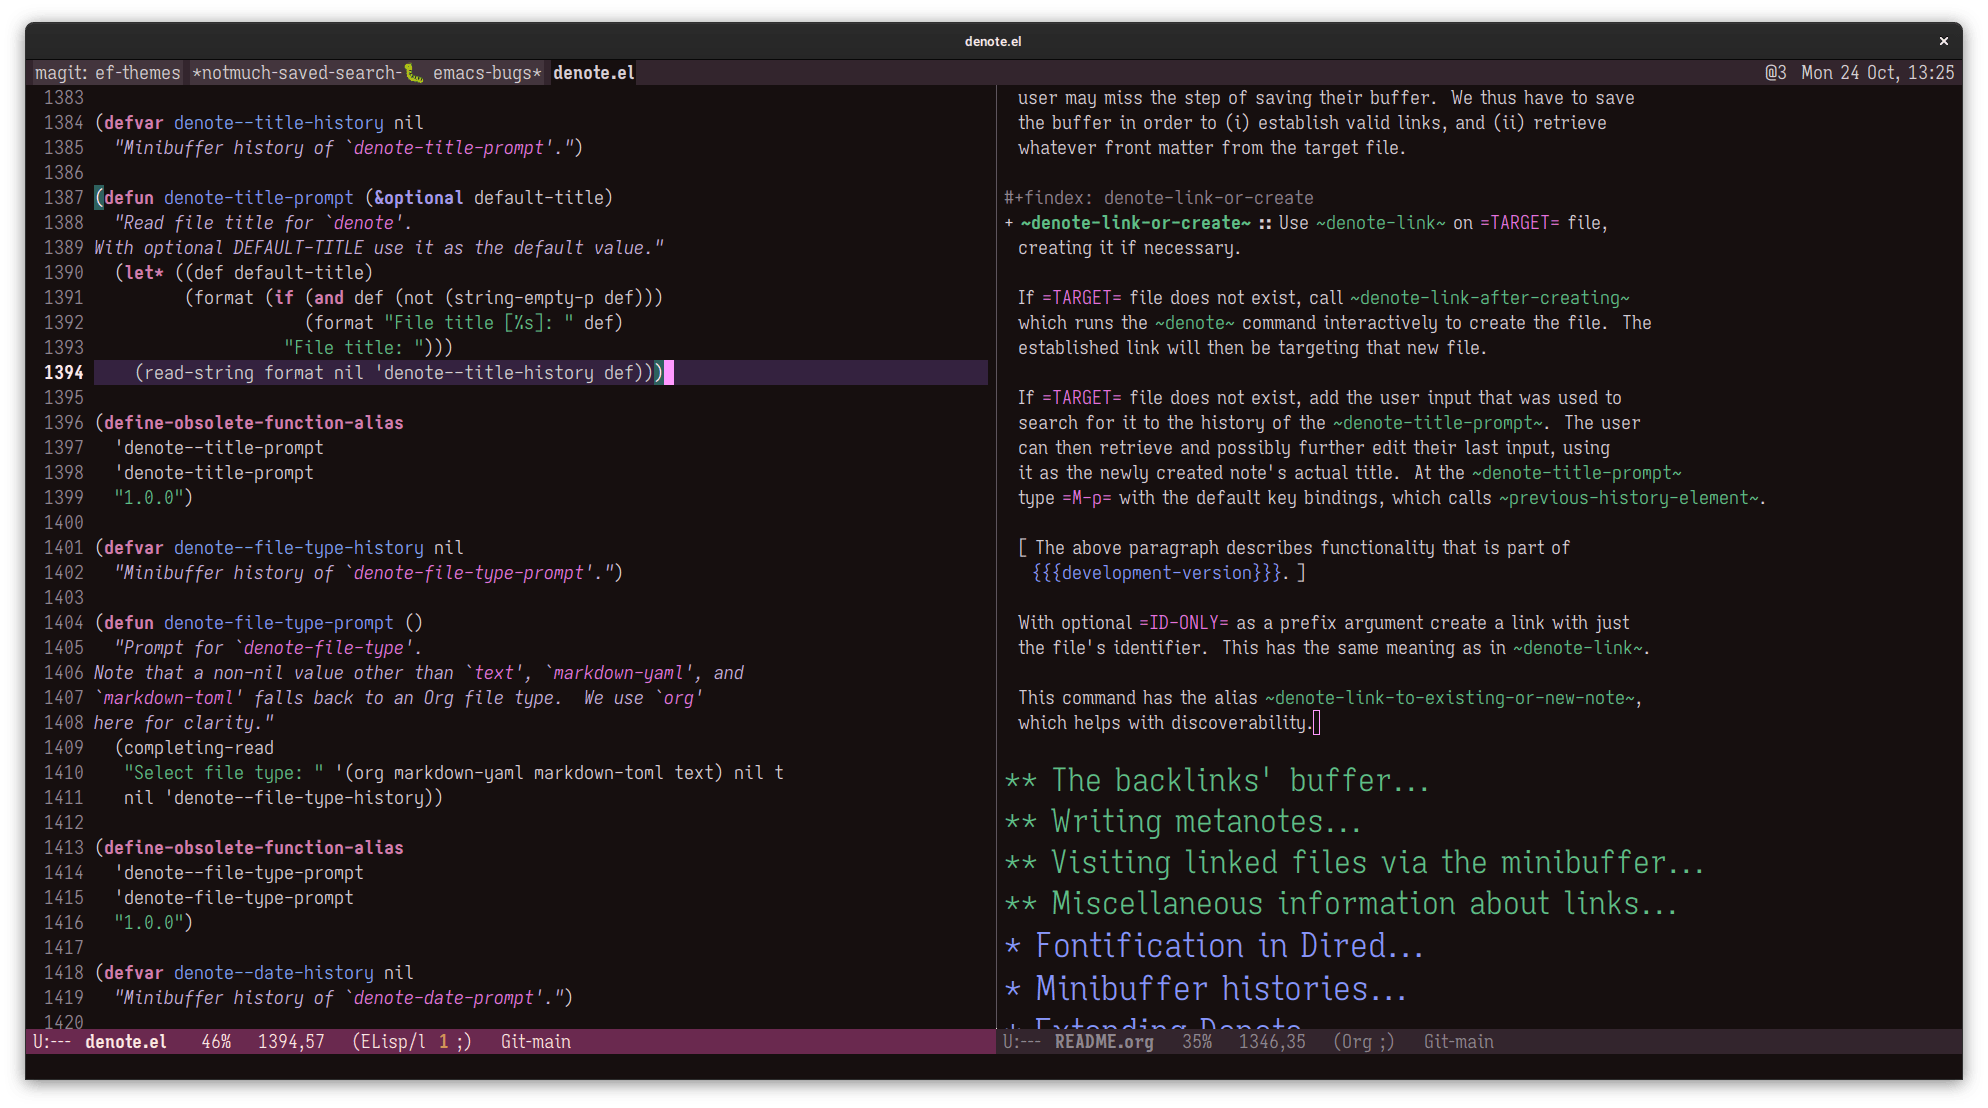 denote.el
×
magit: ef-themes *notmuch-saved-search-🐛 emacs-bugs* denote.el @3 Mon 24 Oct, 13:25
1383
1384 (defvar denote--title-history nil
1385   "Minibuffer history of `denote-title-prompt'.")
1386
1387 (defun denote-title-prompt (&optional default-title)
1388   "Read file title for `denote'.
1389 With optional DEFAULT-TITLE use it as the default value."
1390   (let* ((def default-title)
1391          (format (if (and def (not (string-empty-p def)))
1392                      (format "File title [%s]: " def)
1393                    "File title: ")))
1394     (read-string format nil 'denote--title-history def)))
1395
1396 (define-obsolete-function-alias
1397   'denote--title-prompt
1398   'denote-title-prompt
1399   "1.0.0")
1400
1401 (defvar denote--file-type-history nil
1402   "Minibuffer history of `denote-file-type-prompt'.")
1403
1404 (defun denote-file-type-prompt ()
1405   "Prompt for `denote-file-type'.
1406 Note that a non-nil value other than `text', `markdown-yaml', and
1407 `markdown-toml' falls back to an Org file type.  We use `org'
1408 here for clarity."
1409   (completing-read
1410    "Select file type: " '(org markdown-yaml markdown-toml text) nil t
1411    nil 'denote--file-type-history))
1412
1413 (define-obsolete-function-alias
1414   'denote--file-type-prompt
1415   'denote-file-type-prompt
1416   "1.0.0")
1417
1418 (defvar denote--date-history nil
1419   "Minibuffer history of `denote-date-prompt'.")
1420
U:--- denote.el 46% 1394,57 (ELisp/l 1 ;) Git-main
user may miss the step of saving their buffer.  We thus have to save
the buffer in order to (i) establish valid links, and (ii) retrieve
whatever front matter from the target file.
#+findex: denote-link-or-create
+ ~denote-link-or-create~ :: Use ~denote-link~ on =TARGET= file,
creating it if necessary.
If =TARGET= file does not exist, call ~denote-link-after-creating~
which runs the ~denote~ command interactively to create the file.  The
established link will then be targeting that new file.
If =TARGET= file does not exist, add the user input that was used to
search for it to the history of the ~denote-title-prompt~.  The user
can then retrieve and possibly further edit their last input, using
it as the newly created note's actual title.  At the ~denote-title-prompt~
type =M-p= with the default key bindings, which calls ~previous-history-element~.
[ The above paragraph describes functionality that is part of
{{{development-version}}}. ]
With optional =ID-ONLY= as a prefix argument create a link with just
the file's identifier.  This has the same meaning as in ~denote-link~.
This command has the alias ~denote-link-to-existing-or-new-note~,
which helps with discoverability.
** The backlinks' buffer...
** Writing metanotes...
** Visiting linked files via the minibuffer...
** Miscellaneous information about links...
* Fontification in Dired...
* Minibuffer histories...
* Extending Denote
U:--- README.org 35% 1346,35 (Org ;) Git-main